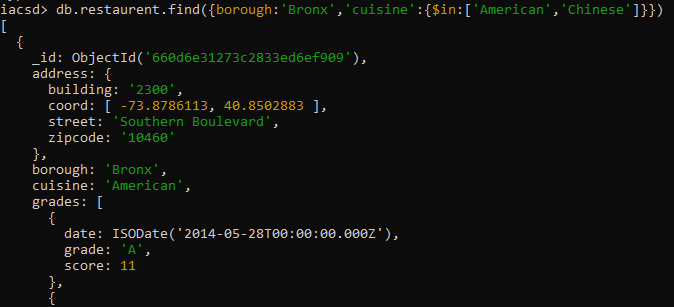 iacsd> db.restaurent.find({borough:'Bronx','cuisine':{$in:['American','Chinese']}})
[
  {
    _id: ObjectId('660d6e31273c2833ed6ef909'),
    address: {
      building: '2300',
      coord: [ -73.8786113, 40.8502883 ],
      street: 'Southern Boulevard',
      zipcode: '10460'
    },
    borough: 'Bronx',
    cuisine: 'American',
    grades: [
      {
        date: ISODate('2014-05-28T00:00:00.000Z'),
        grade: 'A',
        score: 11
      },
      {